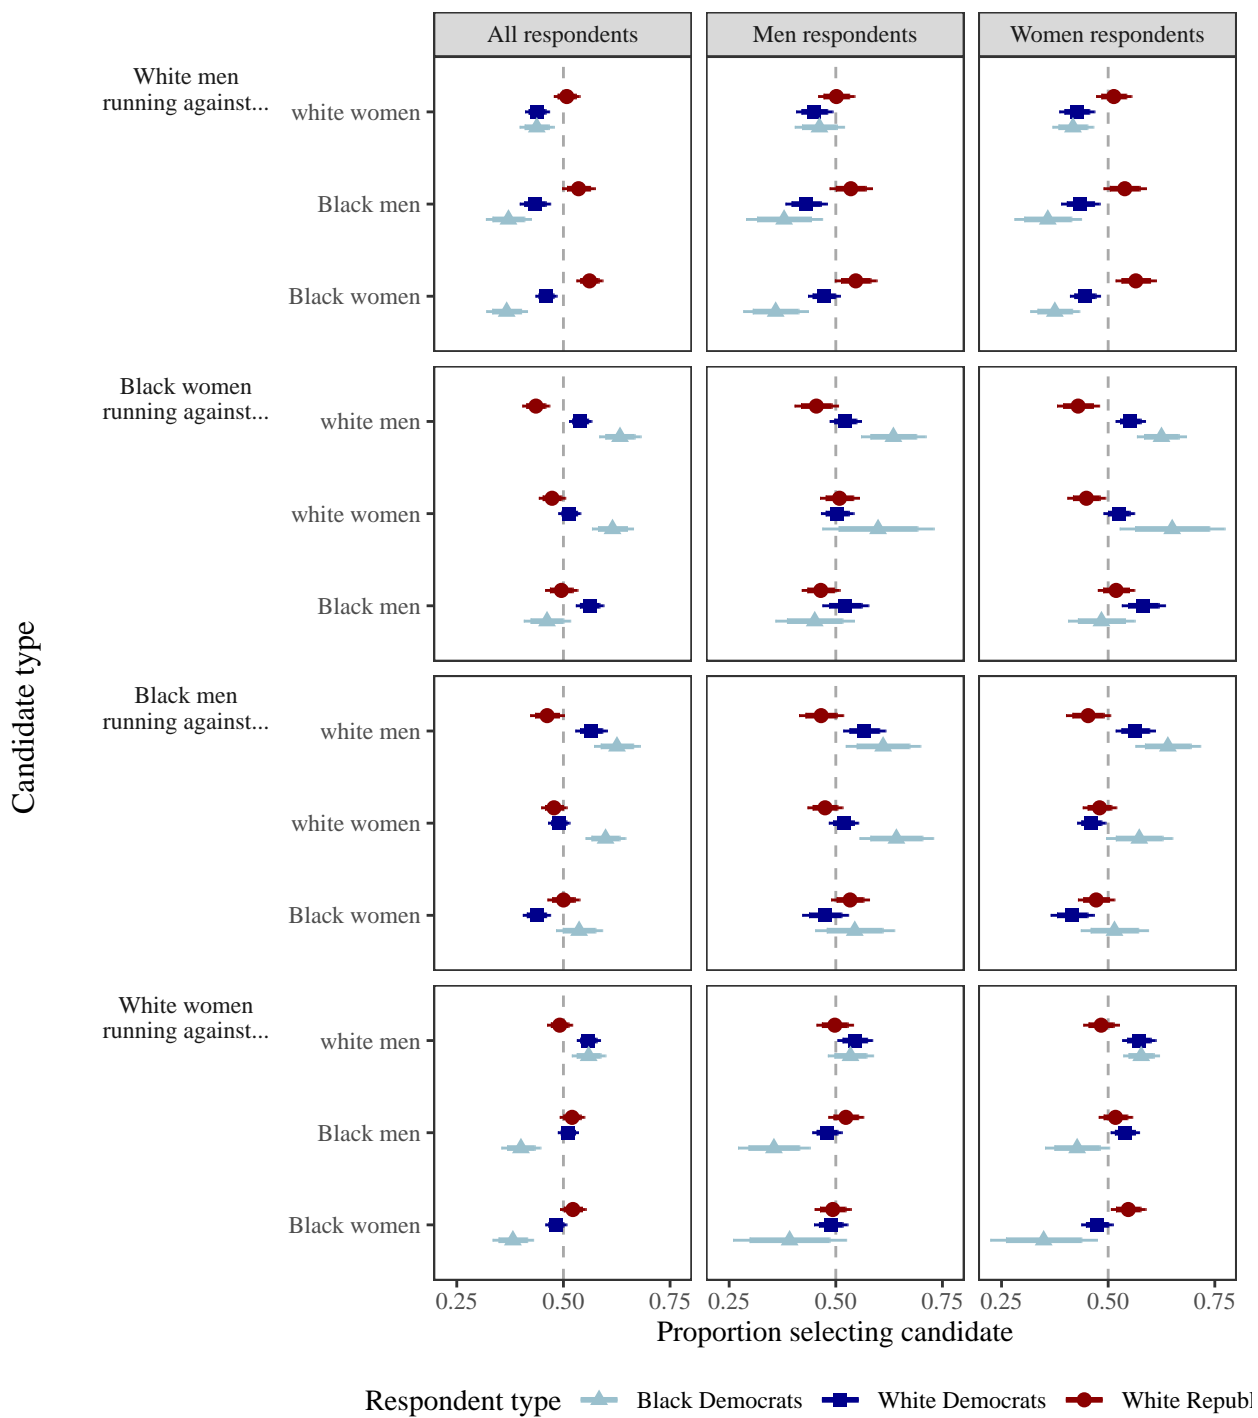 All respondents Men respondents Women respondents
White men
running against...
white women
Black men
Black women
Black women
running against...
white men
white women
Black men
Black men
running against...
white men
white women
Black women
White women
running against...
white men
Black men
Black women
Candidate type
0.25 0.50 0.75 0.25 0.50 0.75 0.25 0.50 0.75
Proportion selecting candidate
Respondent type Black Democrats White Democrats White Republ